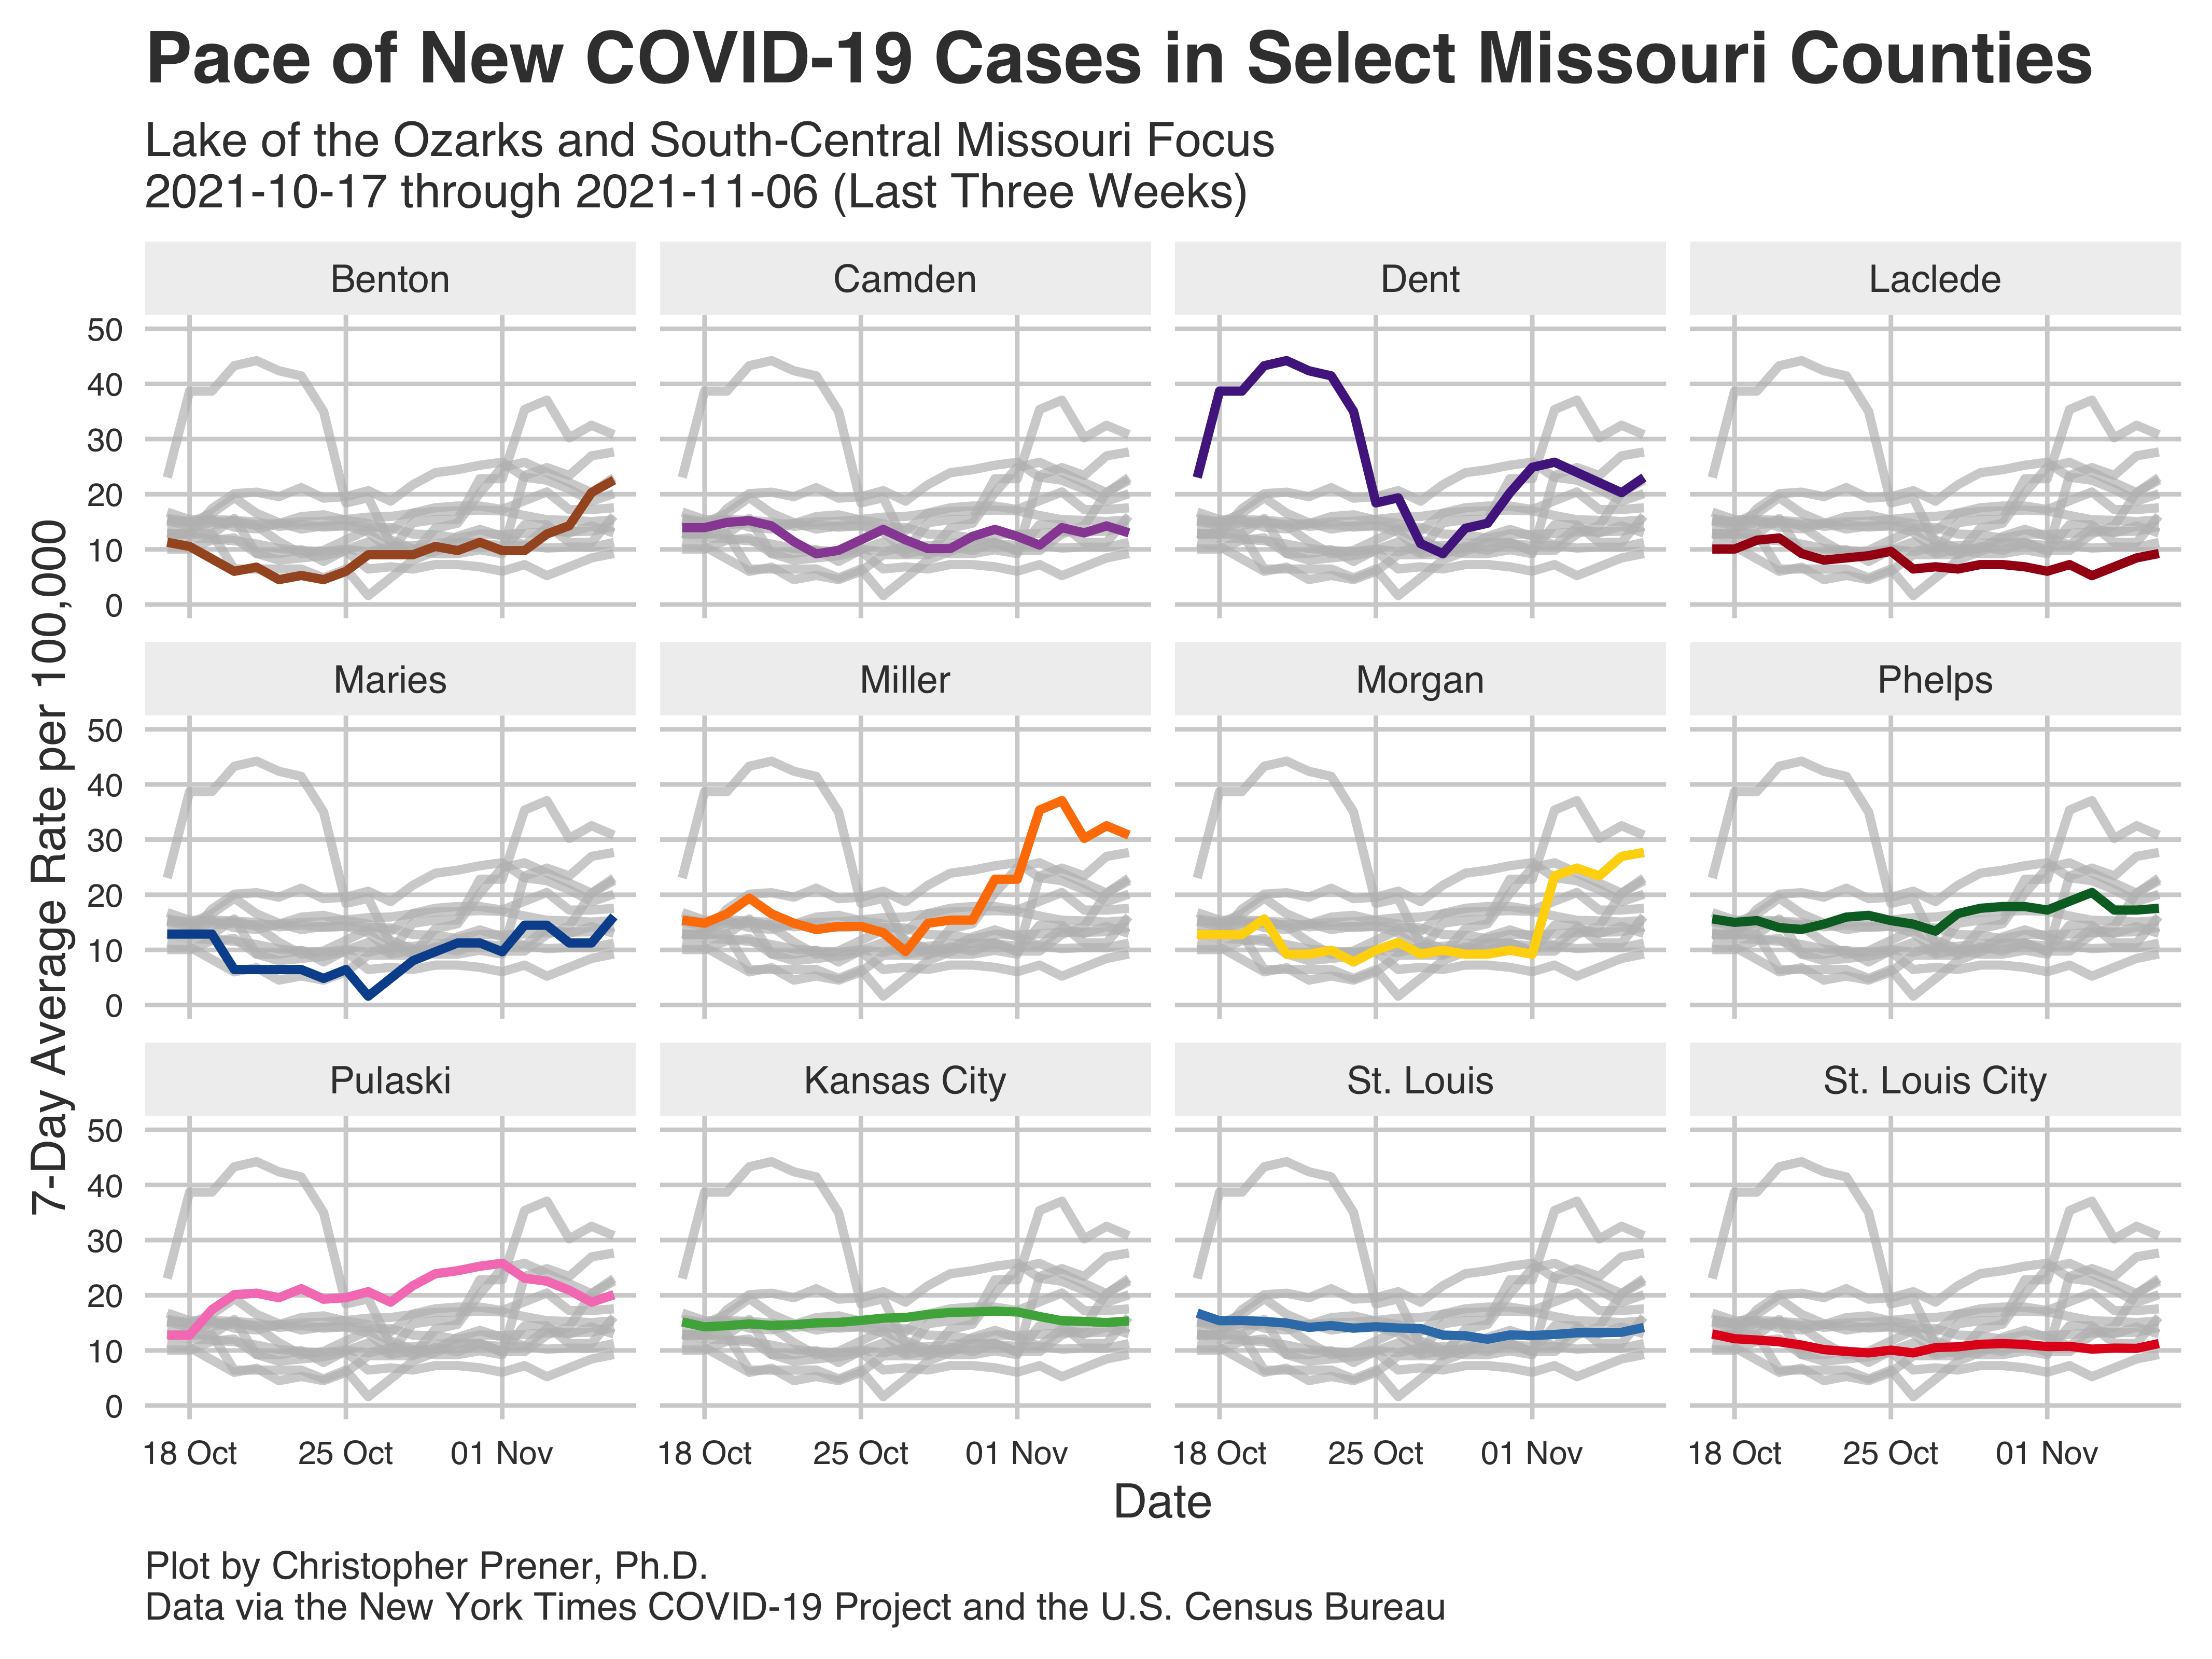 Pace of New COVID-19 Cases in Select Missouri Counties
Lake of the Ozarks and South-Central Missouri Focus
2021-10-17 through 2021-11-06 (Last Three Weeks)
7-Day Average Rate per 100,000
Benton
Camden
Dent
Laclede
50
40
30
20
10
0
Maries
Miller
Morgan
Phelps
50
40
30
20
10
0
Pulaski
Kansas City
St. Louis
St. Louis City
50
40
30
20
10
0
18 Oct
25 Oct
01 Nov
18 Oct
25 Oct
01 Nov
18 Oct
25 Oct
01 Nov
18 Oct
25 Oct
01 Nov
Date
Plot by Christopher Prener, Ph.D.
Data via the New York Times COVID-19 Project and the U.S. Census Bureau